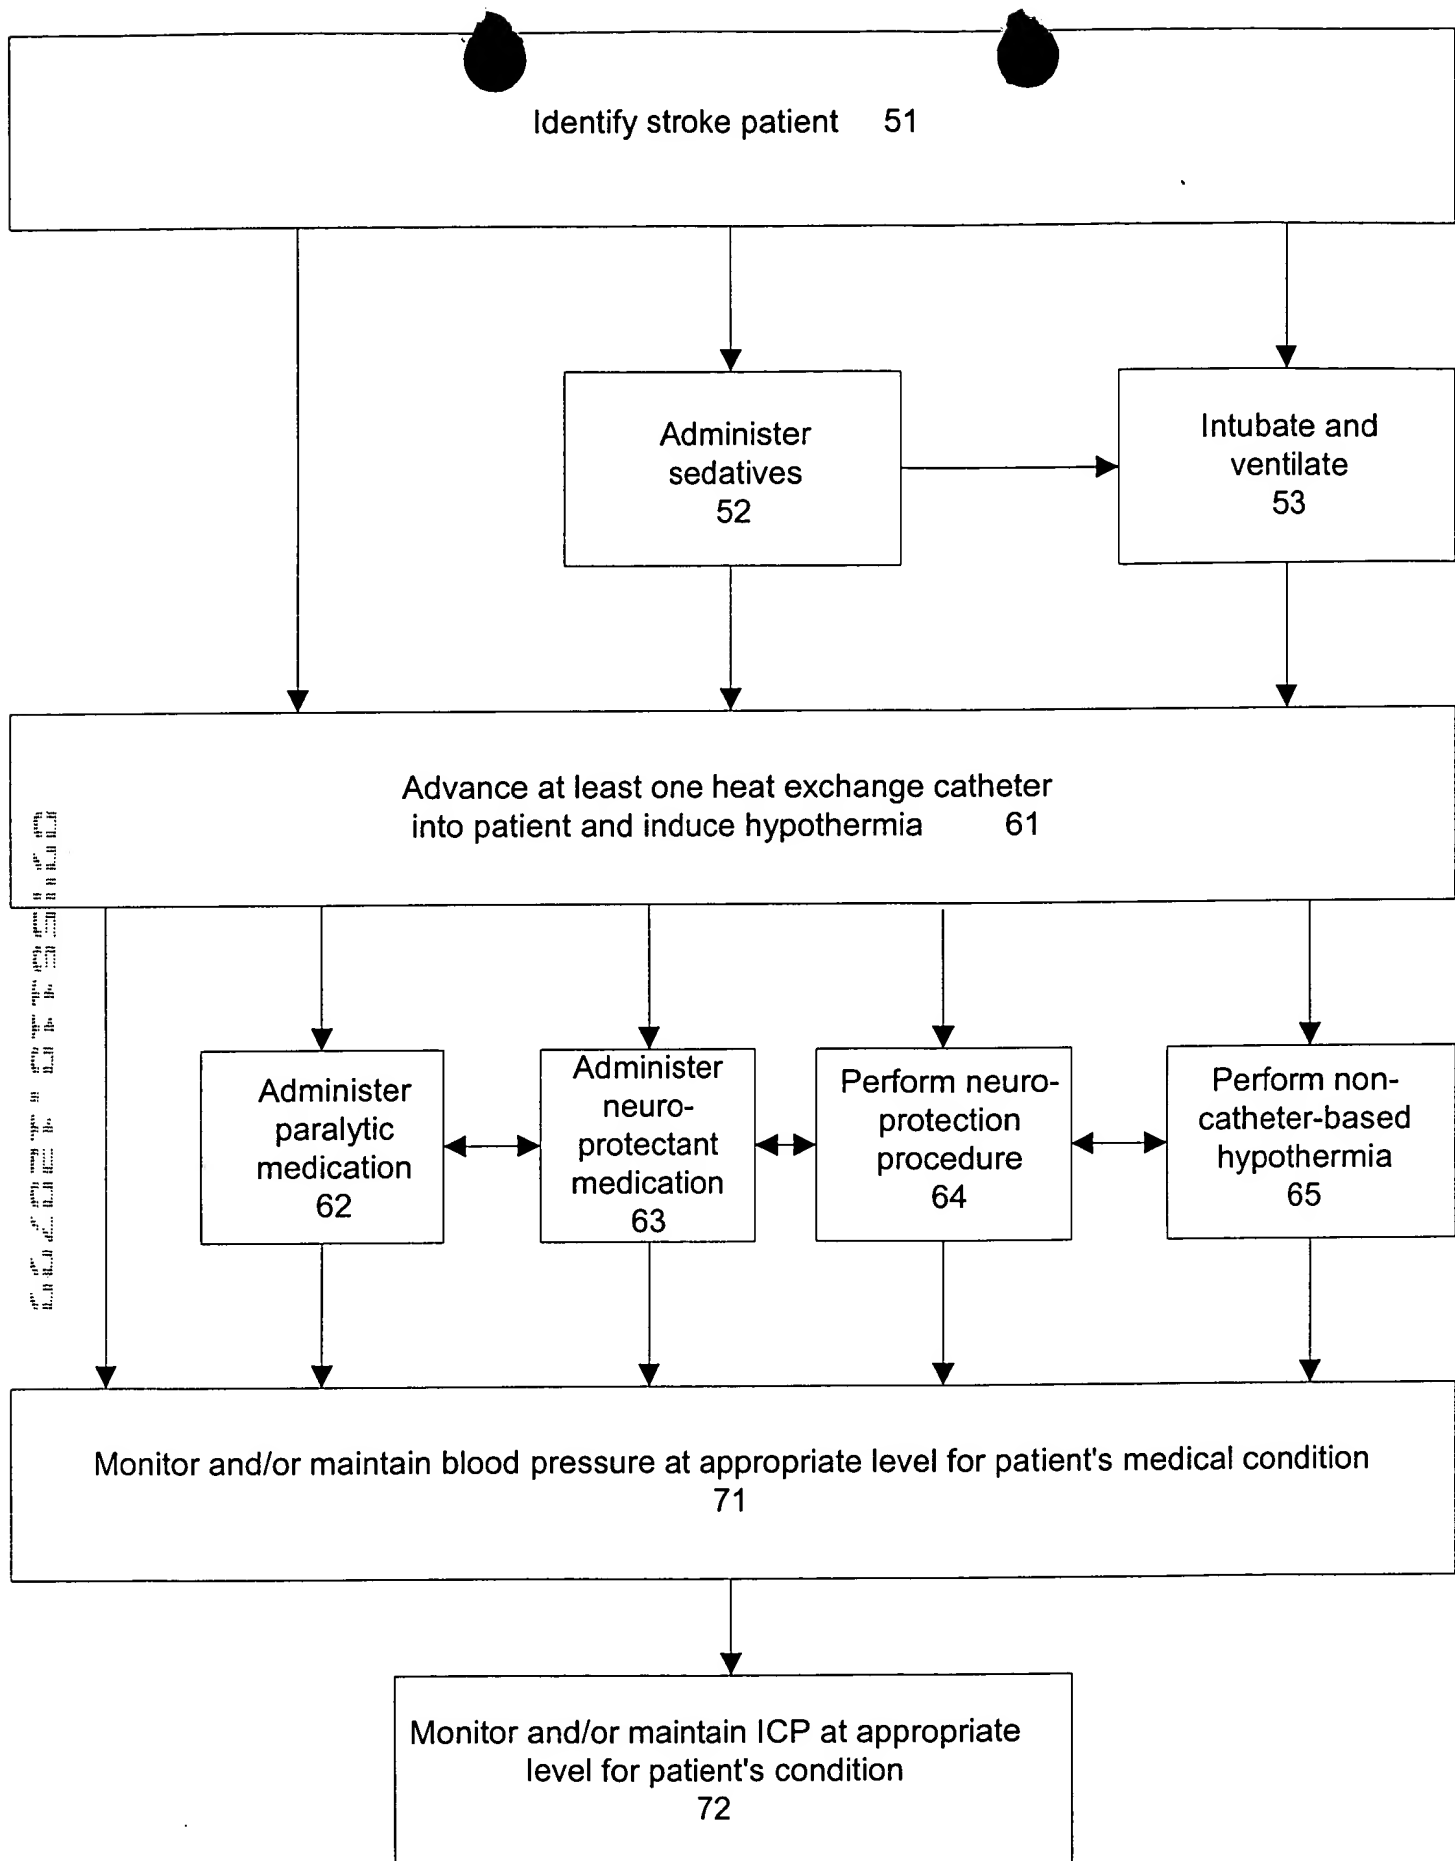 Identify stroke patient 51
Administer
sedatives
52
Intubate and
ventilate
53
Advance at least one heat exchange catheter
into patient and induce hypothermia 61
Administer
paralytic
medication
62
Administer
neuro-
protectant
medication
63
Perform neuro-
protection
procedure
64
Perform non-
catheter-based
hypothermia
65
Monitor and/or maintain blood pressure at appropriate level for patient's medical condition
71
Monitor and/or maintain ICP at appropriate
level for patient's condition
72